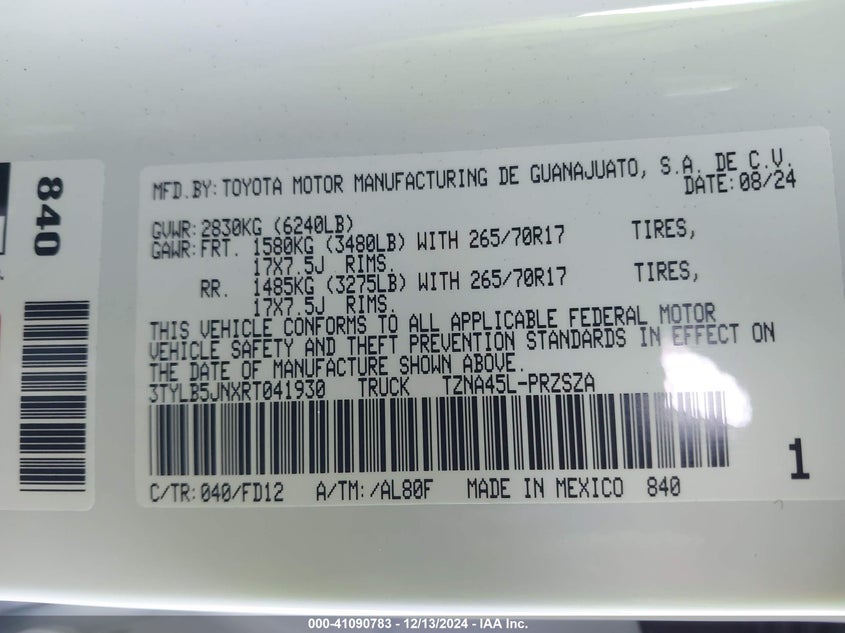 MFD.BY: TOYOTA MOTOR MANUFACTURING DE GUANAJUATO, S.A. DE C.V.
DATE: 08/24
GVWR: 2830KG (6240LB)
GAWR: FRT. 1580KG (3480LB) WITH 265/70R17 TIRES,
17X7.5J RIMS.
RR. 1485KG (3275LB) WITH 265/70R17 TIRES,
17X7.5J RIMS.
THIS VEHICLE CONFORMS TO ALL APPLICABLE FEDERAL MOTOR
VEHICLE SAFETY AND THEFT PREVENTION STANDARDS IN EFFECT ON
THE DATE OF MANUFACTURE SHOWN ABOVE.
3TYLB5JNXRT041930 TRUCK TZNA45L-PRZSZA
C/TR: 040/FD12 A/TM: /AL80F MADE IN MEXICO 840
1
840
000-41090783 - 12/13/2024 - IAA Inc.